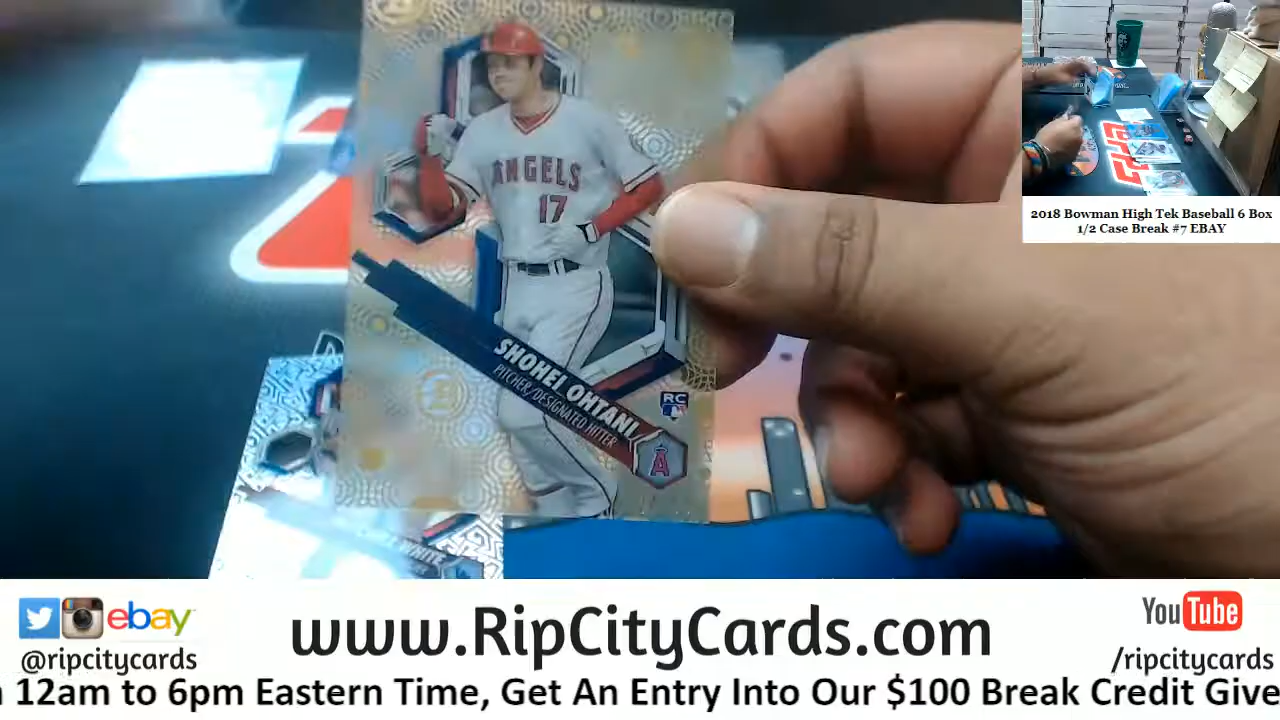 ANGELS
17
SHOHEI OHTANI
PITCHER/DESIGNATED HITTER
RC
A
WHITE
2018 Bowman High Tek Baseball 6 Box
1/2 Case Break #7 EBAY
ebay
@ripcitycards
www.RipCityCards.com
YouTube
/ripcitycards
12am to 6pm Eastern Time, Get An Entry Into Our $100 Break Credit Give